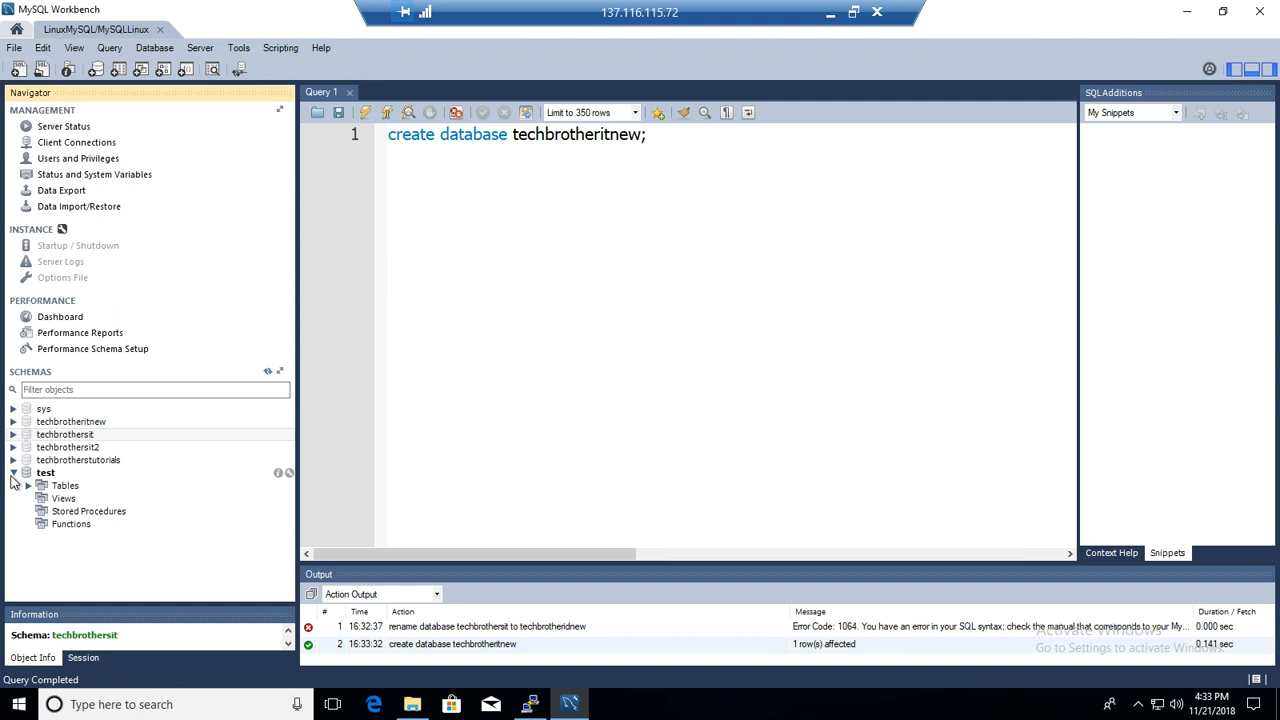 MySQL Workbench
137.116.115.72
LinuxMySQL/MySQLLinux
File Edit View Query Database Server Tools Scripting Help
Navigator
MANAGEMENT
Server Status
Client Connections
Users and Privileges
Status and System Variables
Data Export
Data Import/Restore
INSTANCE
Startup / Shutdown
Server Logs
Options File
PERFORMANCE
Dashboard
Performance Reports
Performance Schema Setup
SCHEMAS
Filter objects
sys
techbrotheritnew
techbrothersit
techbrothersit2
techbrotherstutorials
test
Tables
Views
Stored Procedures
Functions
Information
Schema: techbrothersit
Object Info Session
Query Completed
Query 1
Limit to 350 rows
1 create database techbrotheritnew;
SQLAdditions
My Snippets
Context Help Snippets
Output
Action Output
# Time Action Message Duration / Fetch
1 16:32:37 rename database techbrothersit to techbrotheridnew Error Code: 1064. You have an error in your SQL syntax; check the manual that corresponds to your My... 0.000 sec
2 16:33:32 create database techbrotheritnew 1 row(s) affected 0.141 sec
Activate Windows
Go to Settings to activate Windows.
Type here to search
4:33 PM
11/21/2018